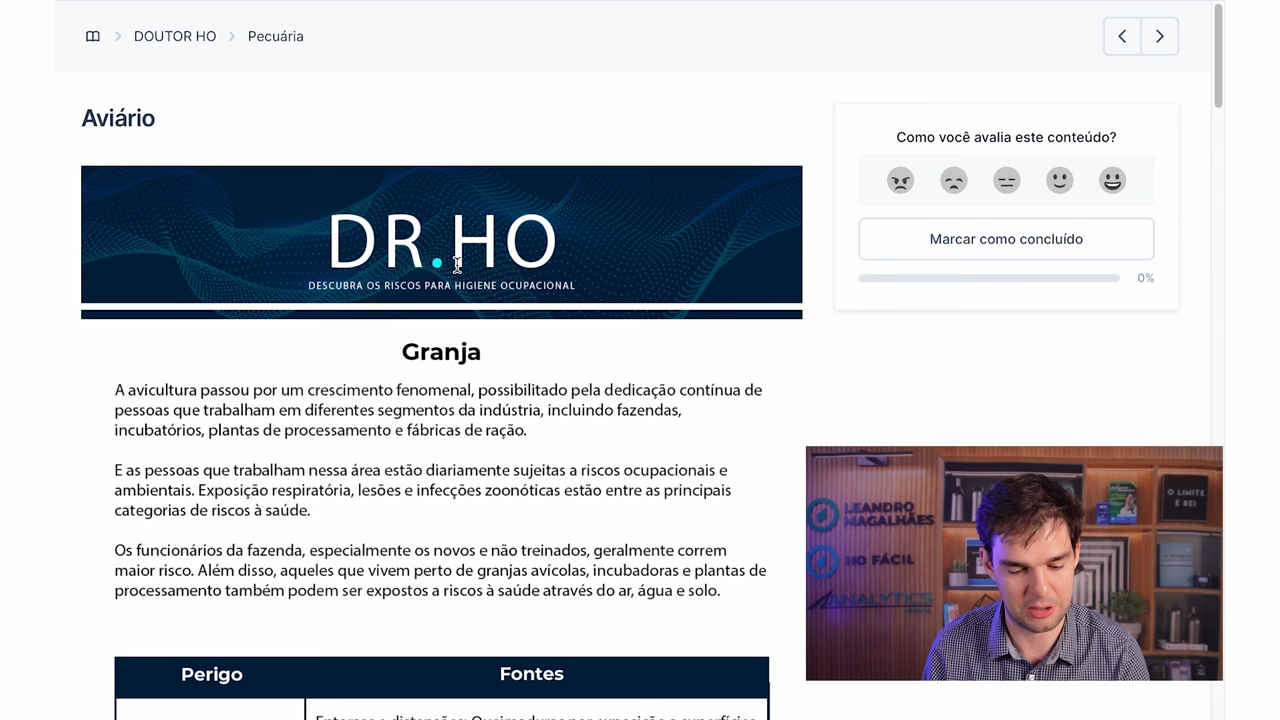 DOUTOR HO
Pecuária
Aviário
Como você avalia este conteúdo?
Marcar como concluído
0%
DR.HO
DESCUBRA OS RISCOS PARA HIGIENE OCUPACIONAL
Granja
A avicultura passou por um crescimento fenomenal, possibilitado pela dedicação contínua de
pessoas que trabalham em diferentes segmentos da indústria, incluindo fazendas,
incubatórios, plantas de processamento e fábricas de ração.
E as pessoas que trabalham nessa área estão diariamente sujeitas a riscos ocupacionais e
ambientais. Exposição respiratória, lesões e infecções zoonóticas estão entre as principais
categorias de riscos à saúde.
Os funcionários da fazenda, especialmente os novos e não treinados, geralmente correm
maior risco. Além disso, aqueles que vivem perto de granjas avícolas, incubadoras e plantas de
processamento também podem ser expostos a riscos à saúde através do ar, água e solo.
Perigo
Fontes
LEANDRO
MAGALHÃES
HO FÁCIL
ANALYTICS
O LIMITE
É REI